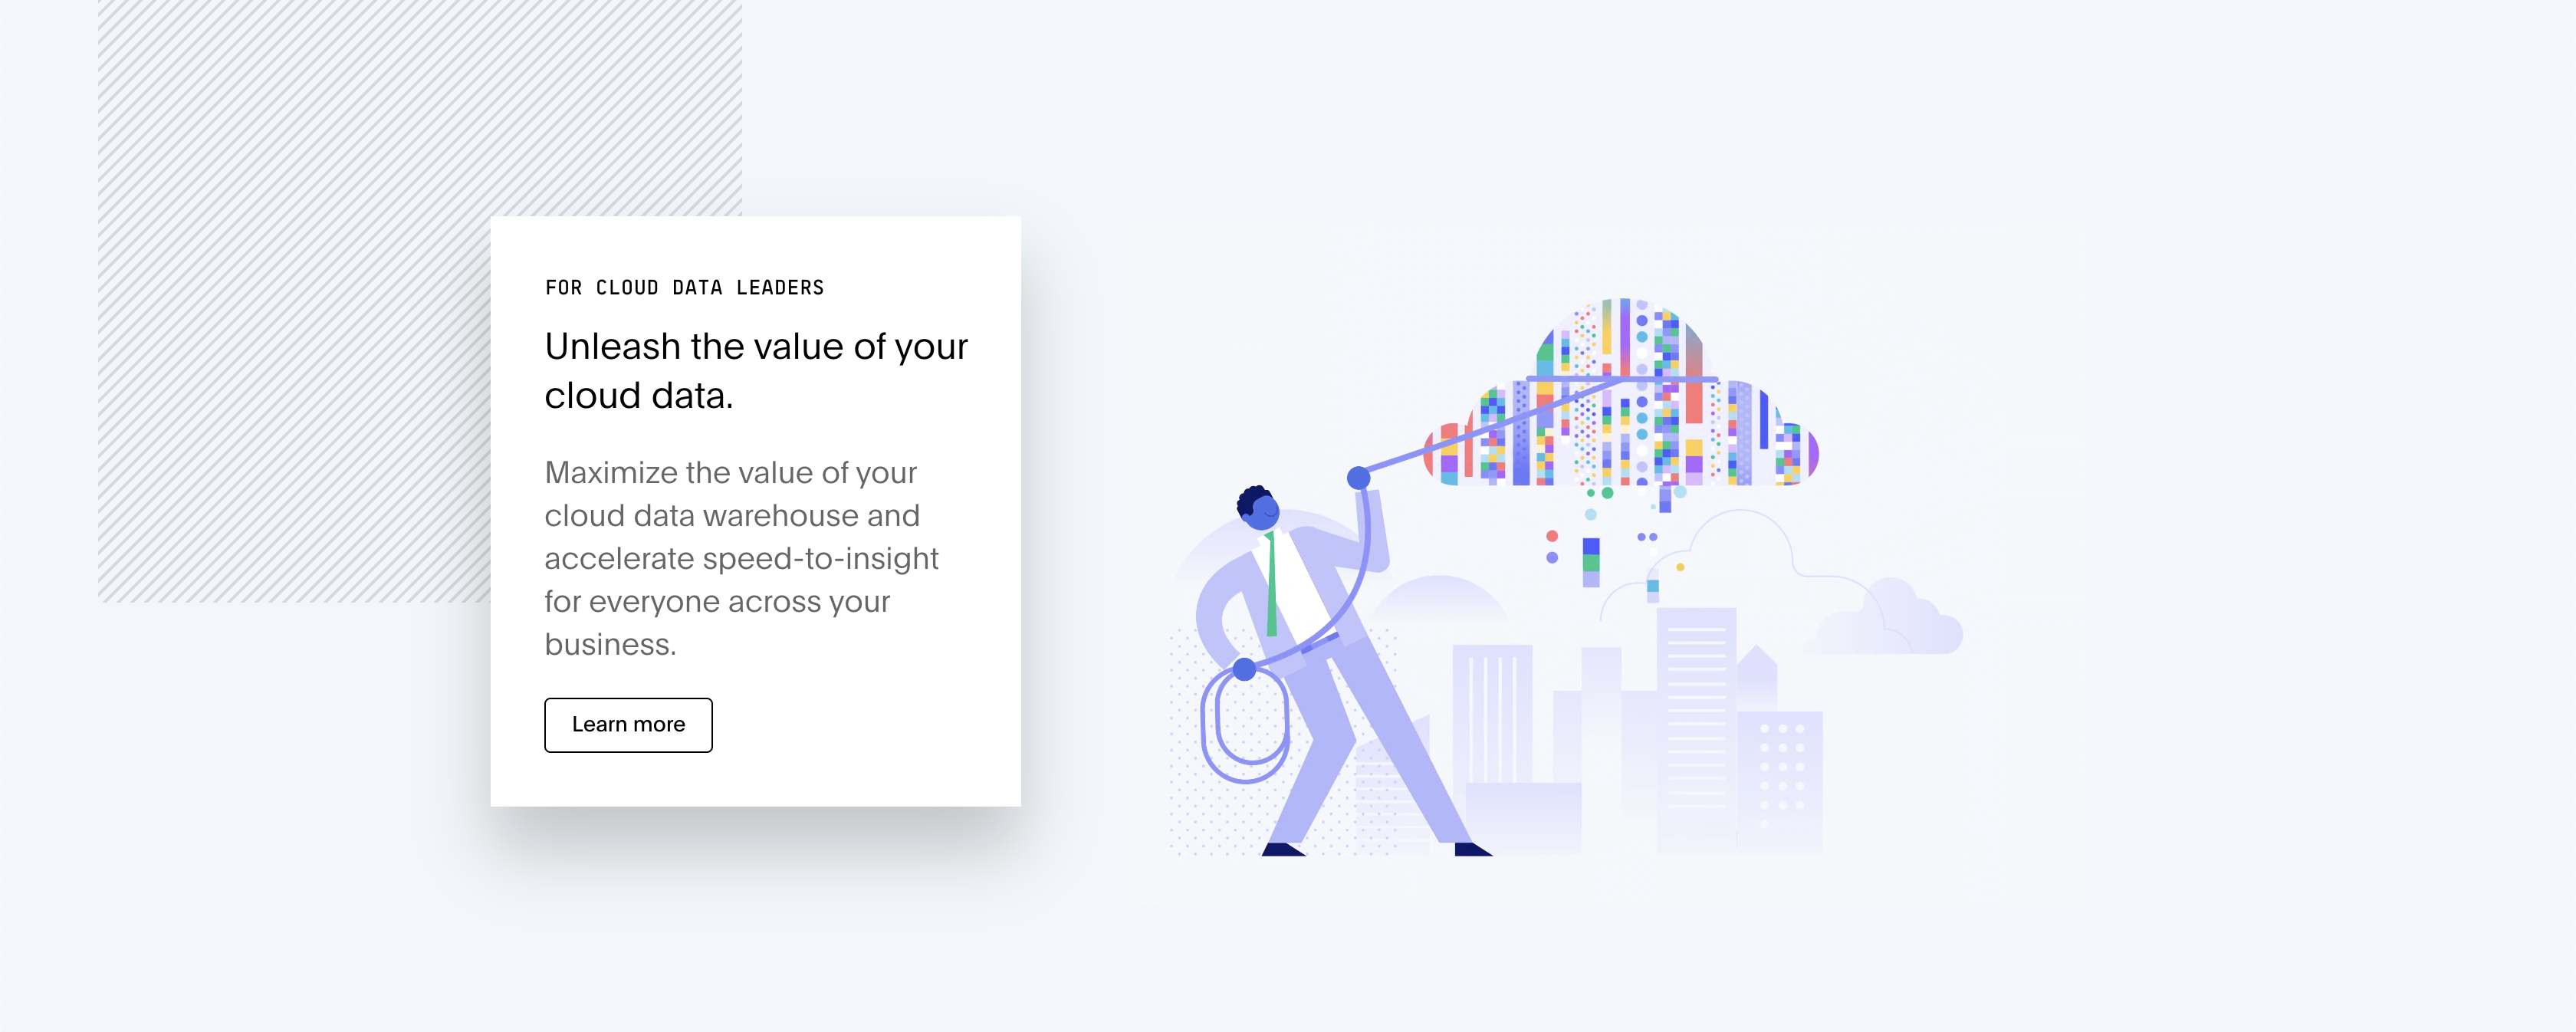 FOR CLOUD DATA LEADERS
Unleash the value of your
cloud data.
Maximize the value of your
cloud data warehouse and
accelerate speed-to-insight
for everyone across your
business.
Learn more